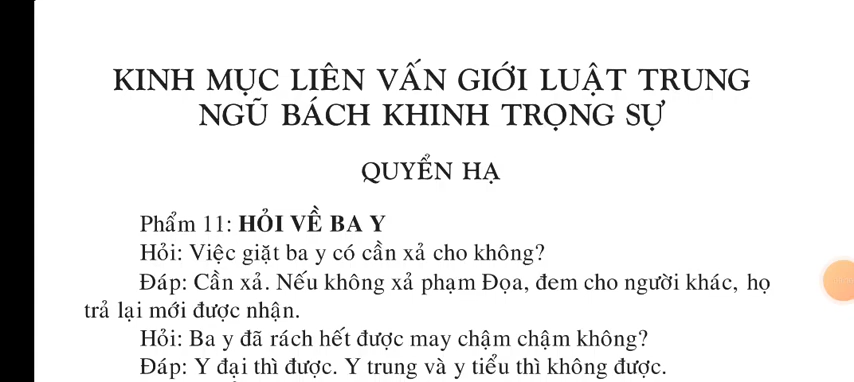 KINH MỤC LIÊN VẤN GIỚI LUẬT TRUNG
NGŨ BÁCH KHINH TRỌNG SỰ
QUYỂN HẠ
Phẩm 11: HỎI VỀ BA Y
Hỏi: Việc giặt ba y có cần xả cho không?
Đáp: Cần xả. Nếu không xả phạm Đọa, đem cho người khác, họ
trả lại mới được nhận.
Hỏi: Ba y đã rách hết được may chậm chậm không?
Đáp: Y đại thì được. Y trung và y tiểu thì không được.